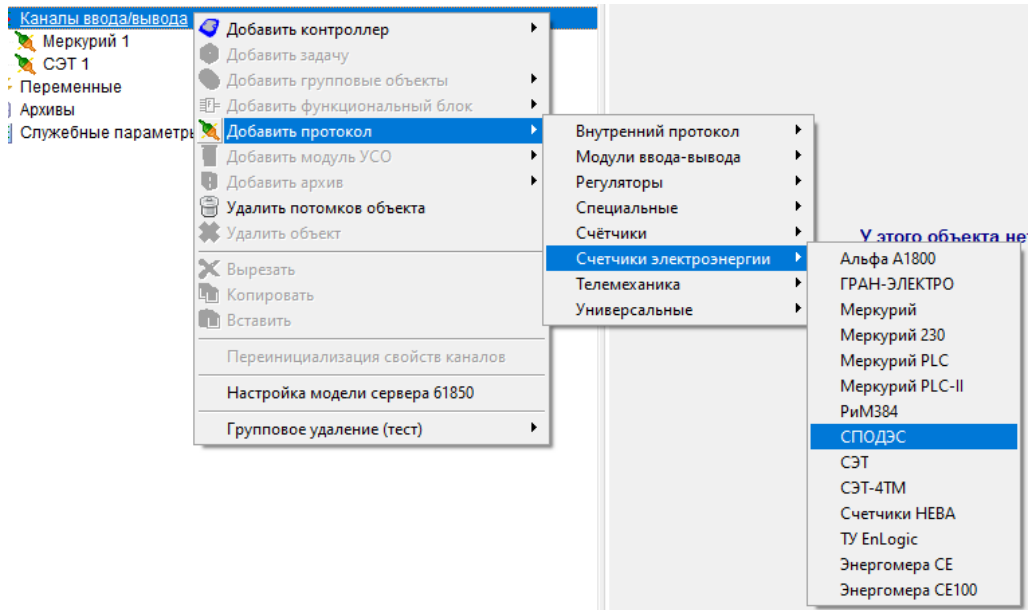 Каналы ввода/вывода
Меркурий 1
СЭТ 1
Переменные
Архивы
Служебные параметры
Добавить контроллер
Добавить задачу
Добавить групповые объекты
Добавить функциональный блок
Добавить протокол
Добавить модуль УСО
Добавить архив
Удалить потомков объекта
Удалить объект
Вырезать
Копировать
Вставить
Переинициализация свойств каналов
Настройка модели сервера 61850
Групповое удаление (тест)
Внутренний протокол
Модули ввода-вывода
Регуляторы
Специальные
Счётчики
Счетчики электроэнергии
Телемеханика
Универсальные
У этого объекта нет
Альфа А1800
ГРАН-ЭЛЕКТРО
Меркурий
Меркурий 230
Меркурий PLC
Меркурий PLC-II
РиМ384
СПОДЭС
СЭТ
СЭТ-4ТМ
Счетчики НЕВА
ТУ EnLogic
Энергомера CE
Энергомера CE100